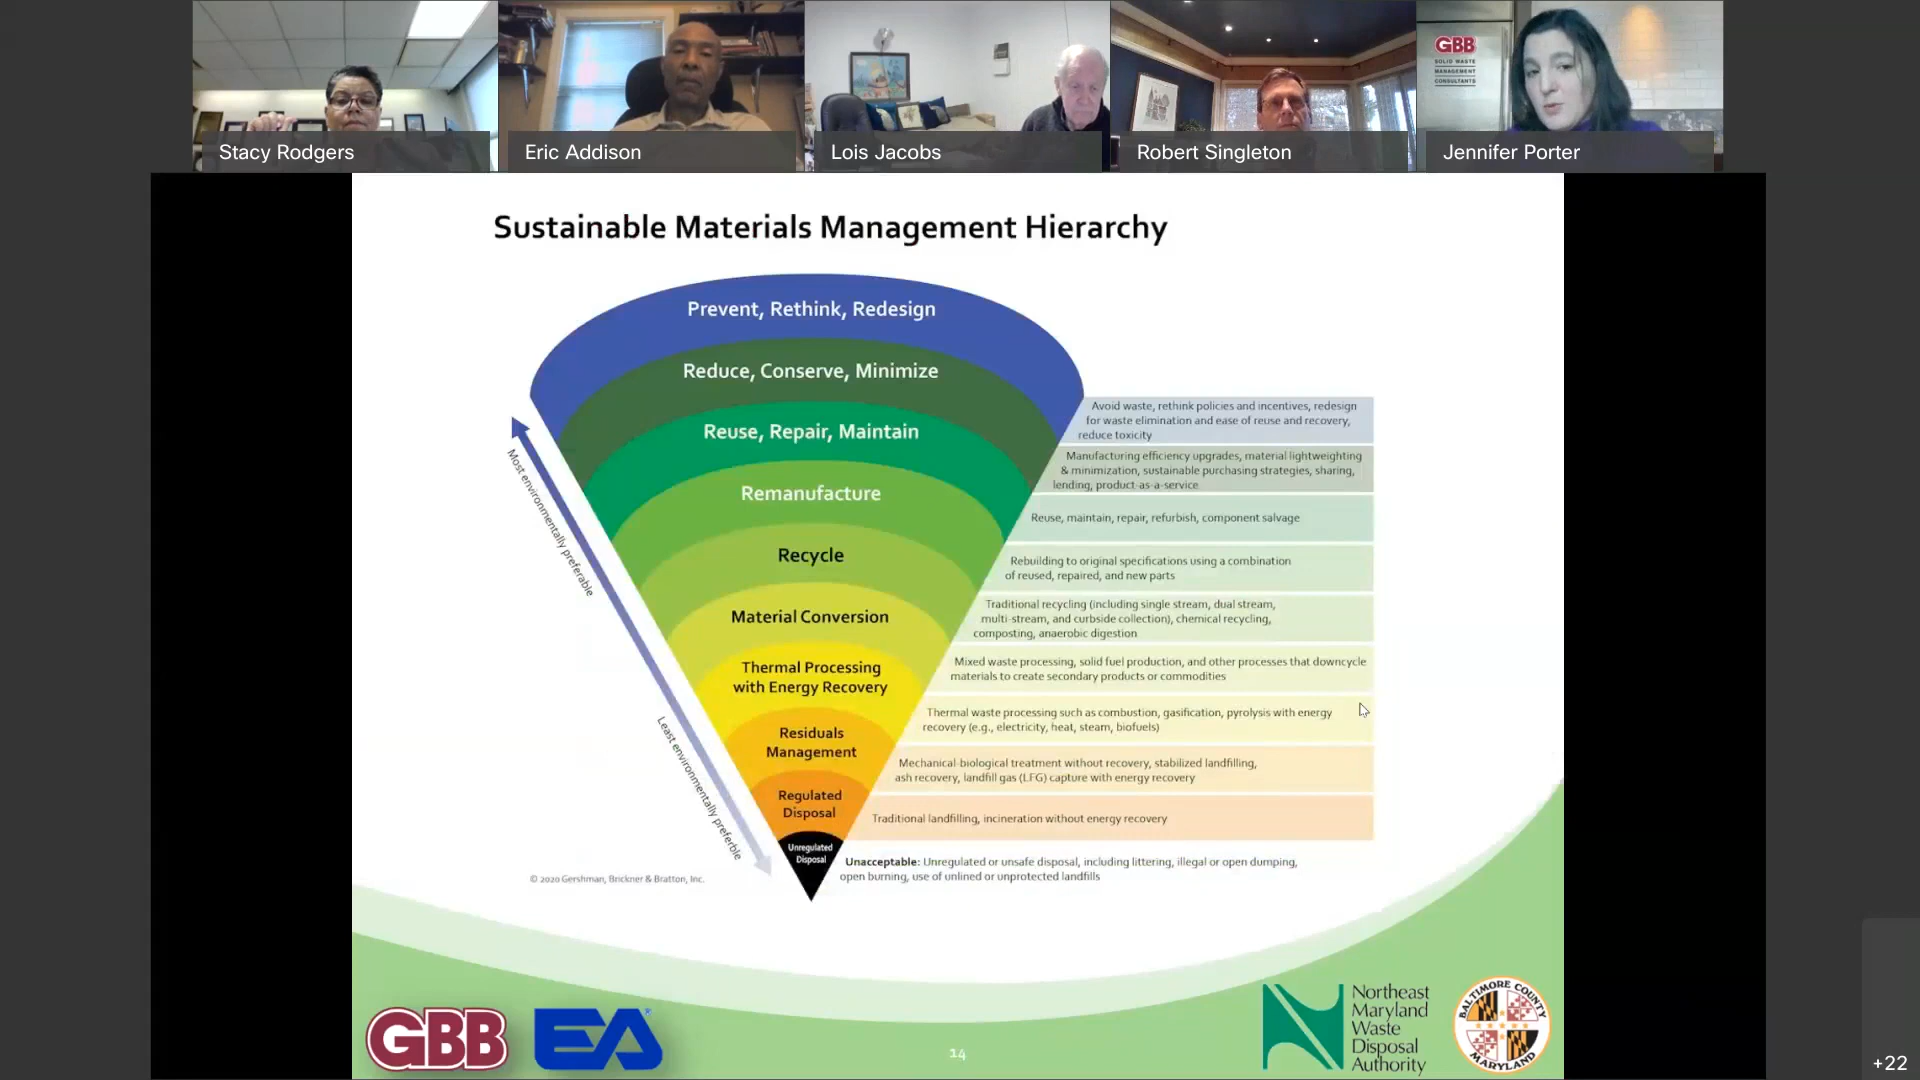 GBB
SOLID WASTE
MANAGEMENT
CONSULTANTS
Stacy Rodgers
Eric Addison
Lois Jacobs
Robert Singleton
Jennifer Porter
Sustainable Materials Management Hierarchy
Prevent, Rethink, Redesign
Reduce, Conserve, Minimize
Reuse, Repair, Maintain
Remanufacture
Recycle
Material Conversion
Thermal Processing
with Energy Recovery
Residuals
Management
Regulated
Disposal
Unregulated
Disposal
Most environmentally preferable
Least environmentally preferble
Avoid waste, rethink policies and incentives, redesign
for waste elimination and ease of reuse and recovery,
reduce toxicity
Manufacturing efficiency upgrades, material lightweighting
& minimization, sustainable purchasing strategies, sharing,
lending, product-as-a-service
Reuse, maintain, repair, refurbish, component salvage
Rebuilding to original specifications using a combination
of reused, repaired, and new parts
Traditional recycling (including single stream, dual stream,
multi-stream, and curbside collection), chemical recycling,
composting, anaerobic digestion
Mixed waste processing, solid fuel production, and other processes that downcycle
materials to create secondary products or commodities
Thermal waste processing such as combustion, gasification, pyrolysis with energy
recovery (e.g., electricity, heat, steam, biofuels)
Mechanical-biological treatment without recovery, stabilized landfilling,
ash recovery, landfill gas (LFG) capture with energy recovery
Traditional landfilling, incineration without energy recovery
Unacceptable: Unregulated or unsafe disposal, including littering, illegal or open dumping,
open burning, use of unlined or unprotected landfills
© 2020 Gershman, Brickner & Bratton, Inc.
GBB
EA®
14
Northeast
Maryland
Waste
Disposal
Authority
BALTIMORE COUNTY
MARYLAND
+22